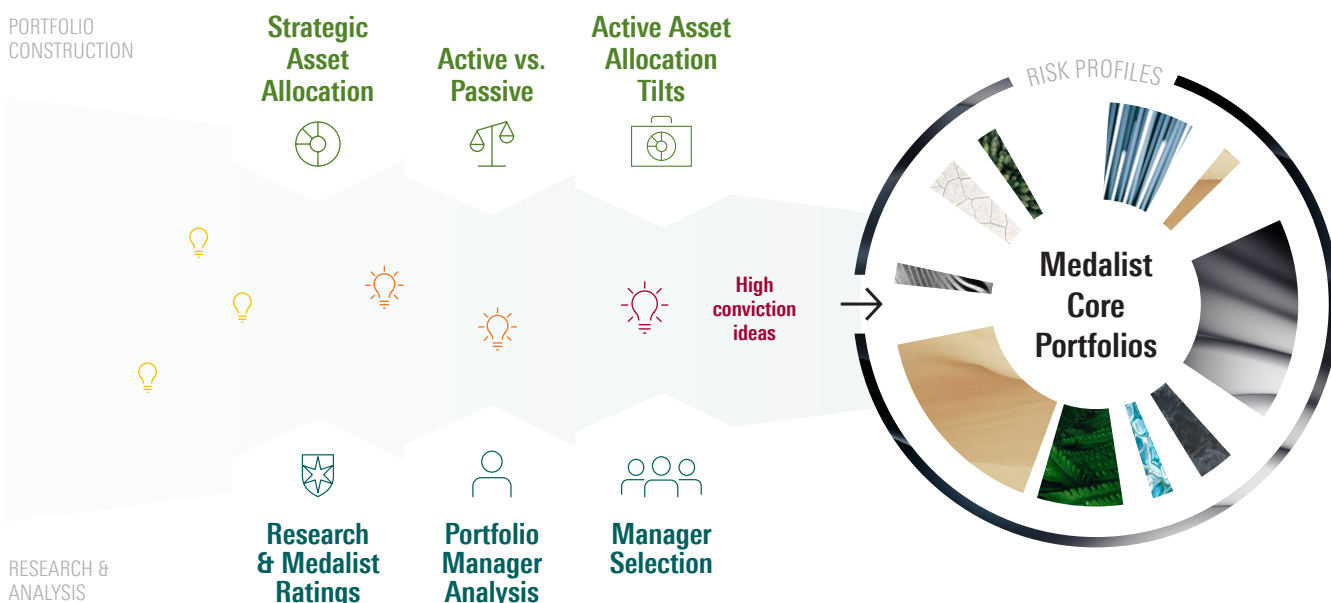 PORTFOLIO
CONSTRUCTION
Strategic
Asset
Allocation
Active vs.
Passive
Active Asset
Allocation
Tilts
RISK PROFILES
High
conviction
ideas
Medalist
Core
Portfolios
RESEARCH &
ANALYSIS
Research
& Medalist
Ratings
Portfolio
Manager
Analysis
Manager
Selection